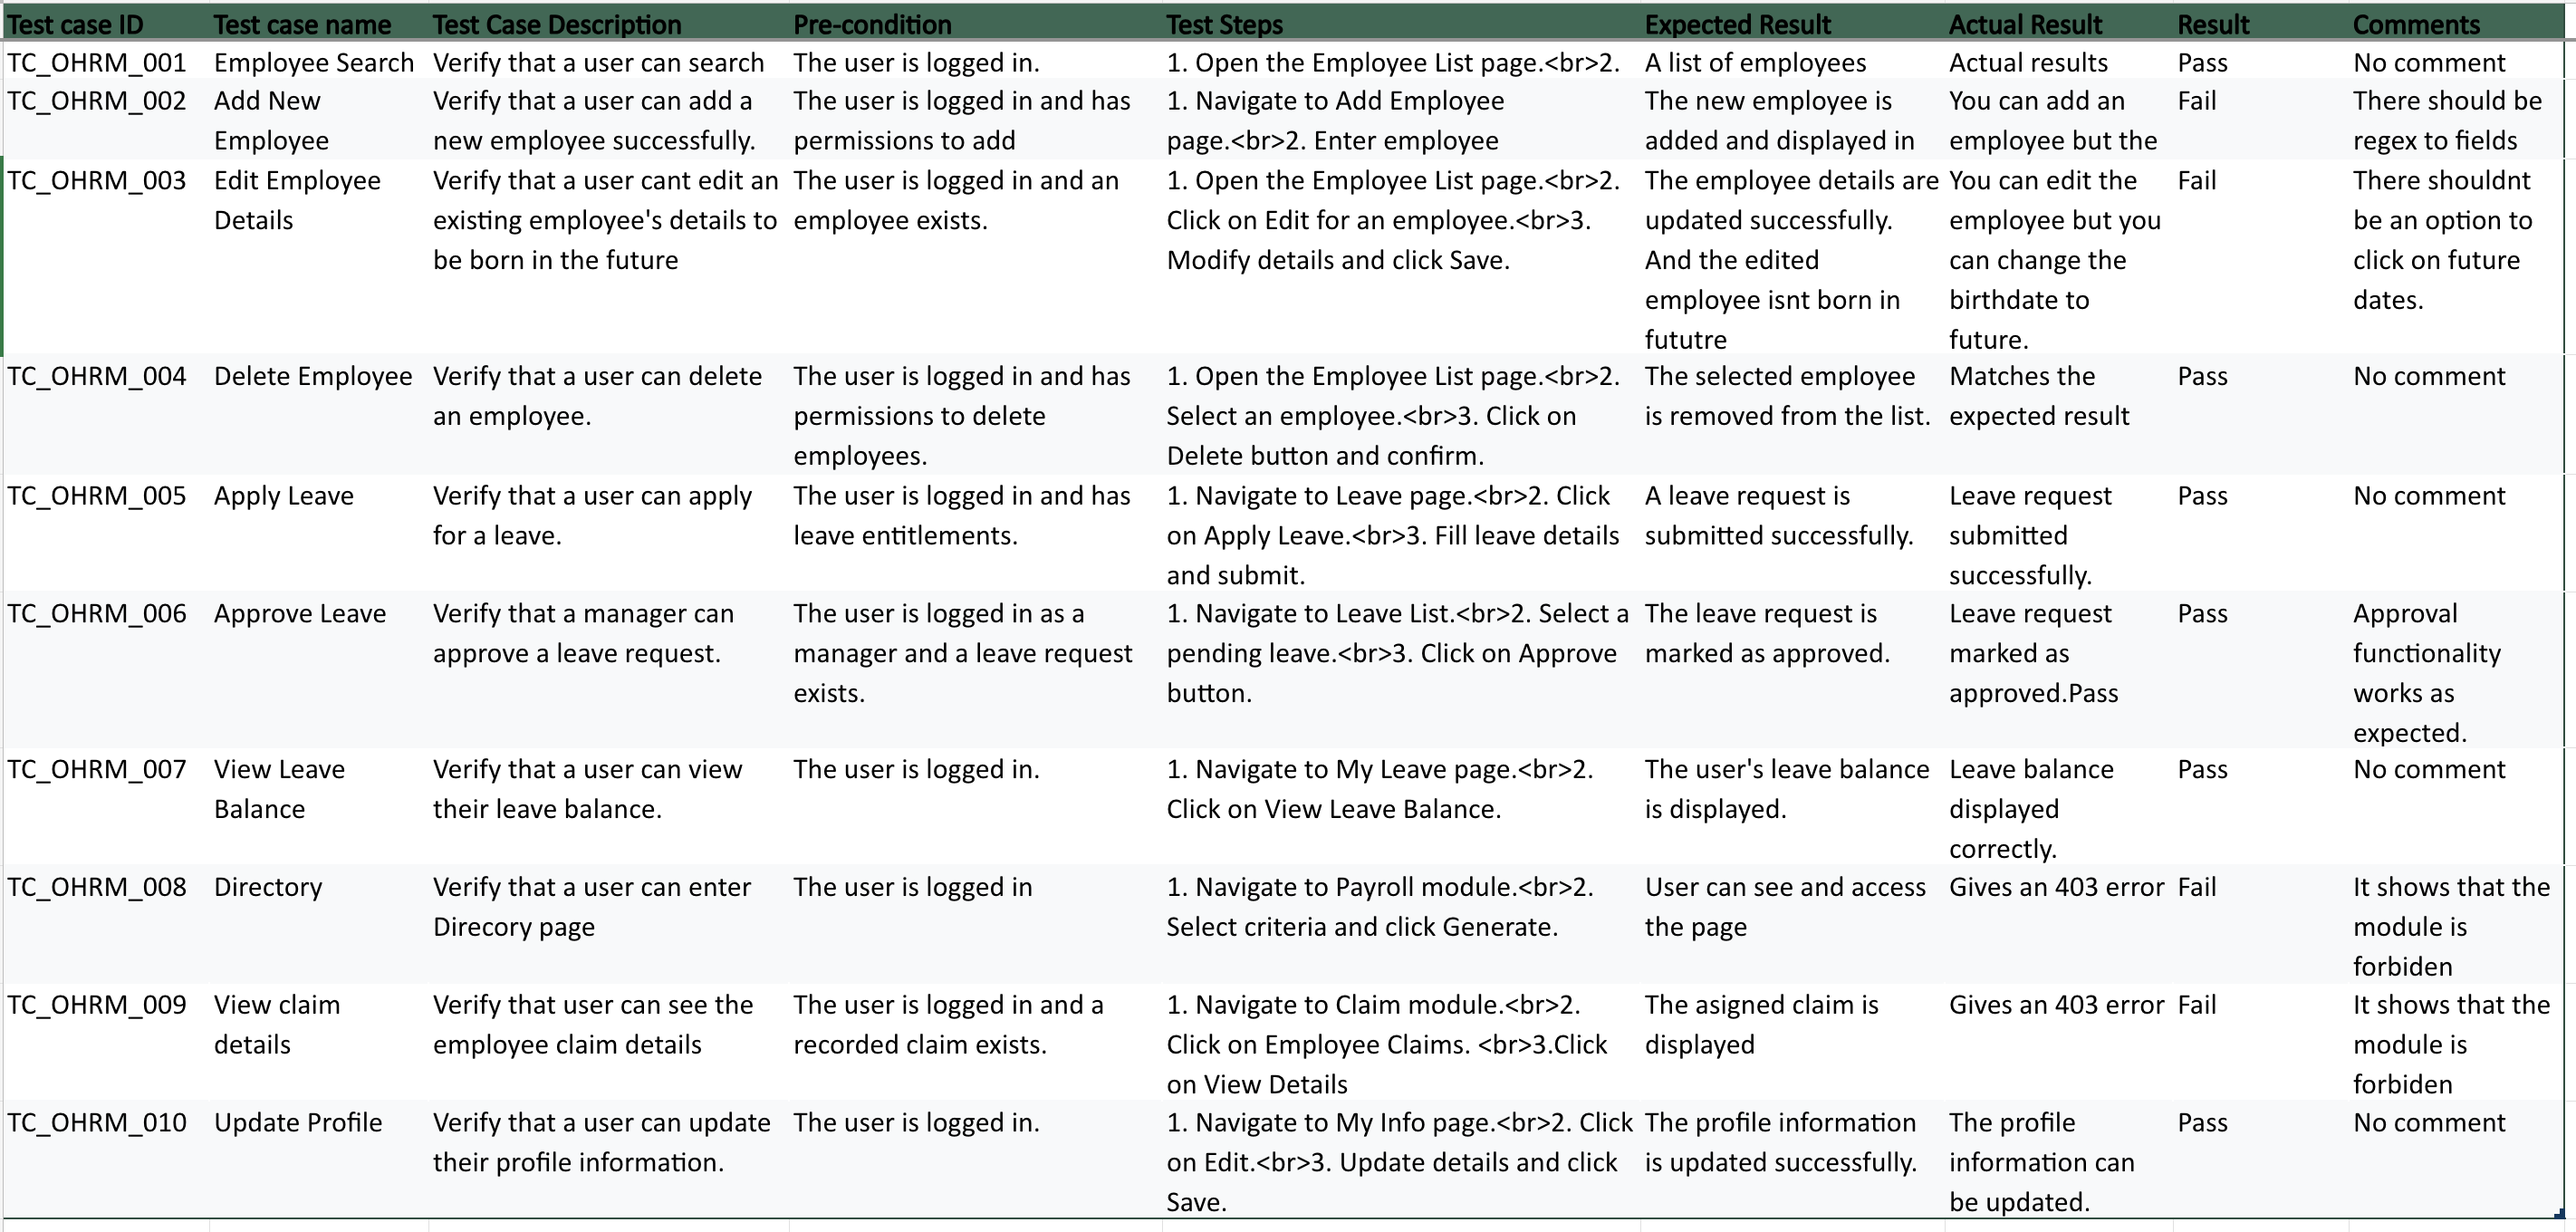 Test case ID Test case name Test Case Description Pre-condition Test Steps Expected Result Actual Result Result Comments
TC_OHRM_001 Employee Search Verify that a user can search The user is logged in. 1. Open the Employee List page.<br>2. A list of employees Actual results Pass No comment
TC_OHRM_002 Add New Verify that a user can add a The user is logged in and has 1. Navigate to Add Employee The new employee is You can add an Fail There should be
Employee new employee successfully. permissions to add page.<br>2. Enter employee added and displayed in employee but the regex to fields
TC_OHRM_003 Edit Employee Verify that a user cant edit an The user is logged in and an 1. Open the Employee List page.<br>2. The employee details are You can edit the Fail There shouldnt
Details existing employee's details to employee exists. Click on Edit for an employee.<br>3. updated successfully. employee but you be an option to
be born in the future Modify details and click Save. And the edited can change the click on future
employee isnt born in birthdate to dates.
fututre future.
TC_OHRM_004 Delete Employee Verify that a user can delete The user is logged in and has 1. Open the Employee List page.<br>2. The selected employee Matches the Pass No comment
an employee. permissions to delete Select an employee.<br>3. Click on is removed from the list. expected result
employees. Delete button and confirm.
TC_OHRM_005 Apply Leave Verify that a user can apply The user is logged in and has 1. Navigate to Leave page.<br>2. Click A leave request is Leave request Pass No comment
for a leave. leave entitlements. on Apply Leave.<br>3. Fill leave details submitted successfully. submitted
and submit. successfully.
TC_OHRM_006 Approve Leave Verify that a manager can The user is logged in as a 1. Navigate to Leave List.<br>2. Select a The leave request is Leave request Pass Approval
approve a leave request. manager and a leave request pending leave.<br>3. Click on Approve marked as approved. marked as functionality
exists. button. approved.Pass works as
expected.
TC_OHRM_007 View Leave Verify that a user can view The user is logged in. 1. Navigate to My Leave page.<br>2. The user's leave balance Leave balance Pass No comment
Balance their leave balance. Click on View Leave Balance. is displayed. displayed
correctly.
TC_OHRM_008 Directory Verify that a user can enter The user is logged in 1. Navigate to Payroll module.<br>2. User can see and access Gives an 403 error Fail It shows that the
Direcory page Select criteria and click Generate. the page module is
forbiden
TC_OHRM_009 View claim Verify that user can see the The user is logged in and a 1. Navigate to Claim module.<br>2. The asigned claim is Gives an 403 error Fail It shows that the
details employee claim details recorded claim exists. Click on Employee Claims. <br>3.Click displayed module is
on View Details forbiden
TC_OHRM_010 Update Profile Verify that a user can update The user is logged in. 1. Navigate to My Info page.<br>2. Click The profile information The profile Pass No comment
their profile information. on Edit.<br>3. Update details and click is updated successfully. information can
Save. be updated.